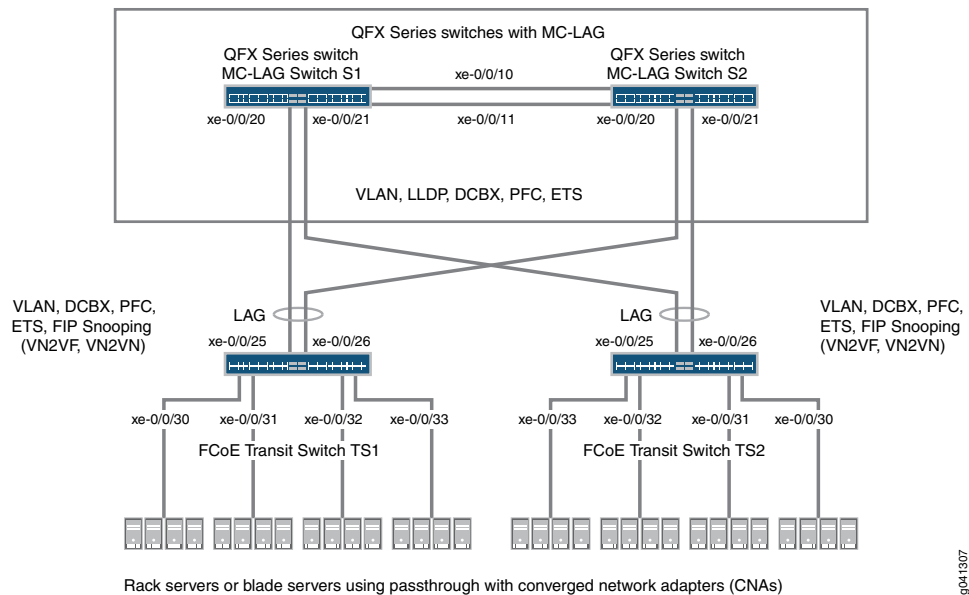 QFX Series switches with MC-LAG
QFX Series switch
MC-LAG Switch S1
QFX Series switch
MC-LAG Switch S2
xe-0/0/10
xe-0/0/20
xe-0/0/21
xe-0/0/11
xe-0/0/20
xe-0/0/21
VLAN, LLDP, DCBX, PFC, ETS
VLAN, DCBX, PFC,
ETS, FIP Snooping
(VN2VF, VN2VN)
LAG
LAG
VLAN, DCBX, PFC,
ETS, FIP Snooping
(VN2VF, VN2VN)
xe-0/0/25
xe-0/0/26
xe-0/0/25
xe-0/0/26
xe-0/0/30
xe-0/0/31
xe-0/0/32
xe-0/0/33
xe-0/0/33
xe-0/0/32
xe-0/0/31
xe-0/0/30
FCoE Transit Switch TS1
FCoE Transit Switch TS2
Rack servers or blade servers using passthrough with converged network adapters (CNAs)
g041307